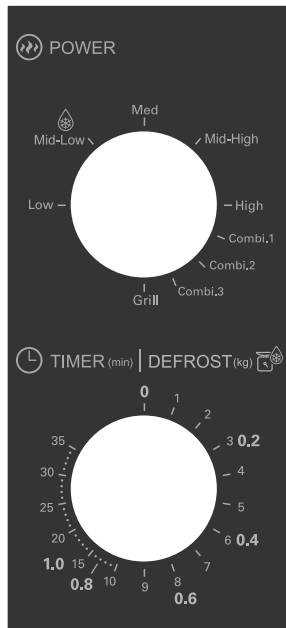 POWER
Med
Mid-Low
Mid-High
Low
High
Combi.1
Combi.2
Combi.3
Grill
TIMER (min) | DEFROST (kg)
0
1
2
3 0.2
4
5
6 0.4
7
8
0.6
9
10
0.8
15
1.0
20
25
30
35